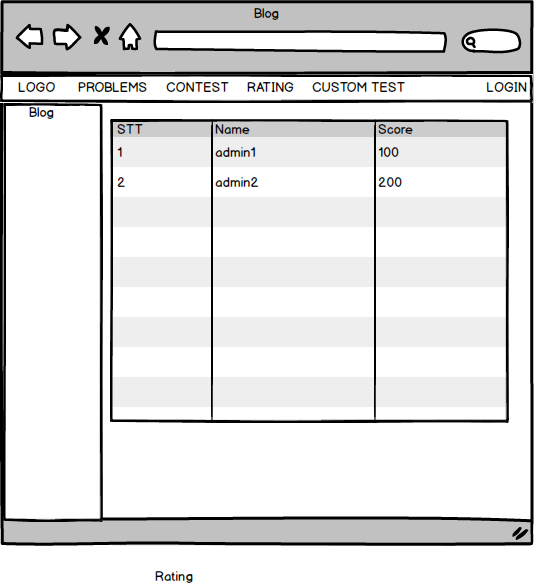 Blog
LOGO PROBLEMS CONTEST RATING CUSTOM TEST LOGIN
Blog
STT Name Score
1 admin1 100
2 admin2 200
Rating